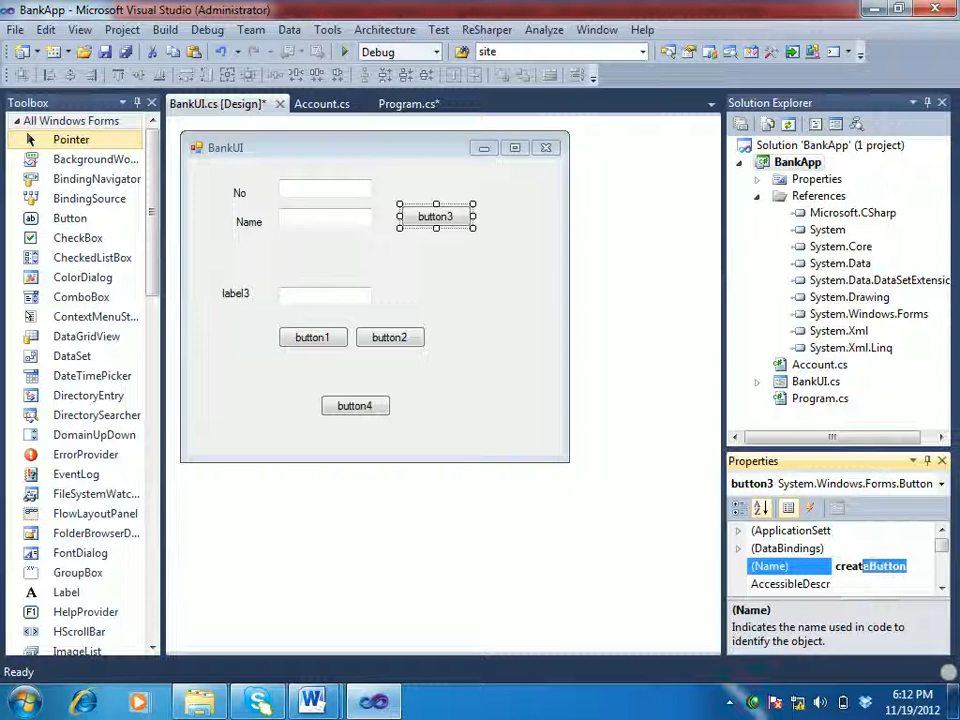 BankApp - Microsoft Visual Studio (Administrator)
File Edit View Project Build Debug Team Data Tools Architecture Test ReSharper Analyze Window Help
Debug site
Toolbox
All Windows Forms
Pointer
BackgroundWo...
BindingNavigator
BindingSource
Button
CheckBox
CheckedListBox
ColorDialog
ComboBox
ContextMenuSt...
DataGridView
DataSet
DateTimePicker
DirectoryEntry
DirectorySearcher
DomainUpDown
ErrorProvider
EventLog
FileSystemWatc...
FlowLayoutPanel
FolderBrowserD...
FontDialog
GroupBox
Label
HelpProvider
HScrollBar
ImageList
BankUI.cs [Design]* Account.cs Program.cs*
BankUI
No
Name
button3
label3
button1 button2
button4
Solution Explorer
Solution 'BankApp' (1 project)
BankApp
Properties
References
Microsoft.CSharp
System
System.Core
System.Data
System.Data.DataSetExtensic
System.Drawing
System.Windows.Forms
System.Xml
System.Xml.Linq
Account.cs
BankUI.cs
Program.cs
Properties
button3 System.Windows.Forms.Button
(ApplicationSett
(DataBindings)
(Name) createButton
AccessibleDescr
(Name)
Indicates the name used in code to
identify the object.
Ready
6:12 PM
11/19/2012